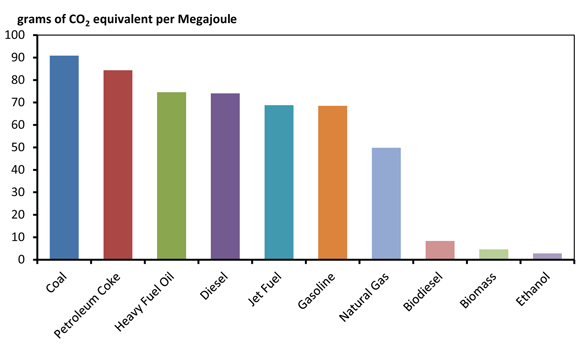 grams of CO₂ equivalent per Megajoule
100
90
80
70
60
50
40
30
20
10
0
Coal
Petroleum Coke
Heavy Fuel Oil
Diesel
Jet Fuel
Gasoline
Natural Gas
Biodiesel
Biomass
Ethanol